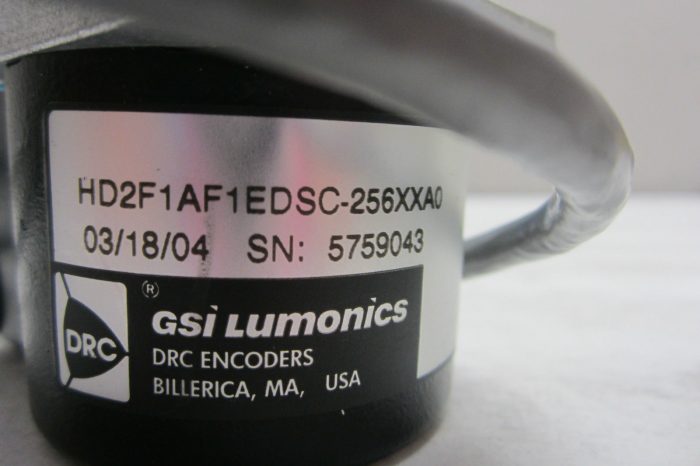 HD2F1AF1EDSC-256XXA0
03/18/04 SN: 5759043
®
GSi Lumonics
DRC
DRC ENCODERS
BILLERICA, MA, USA